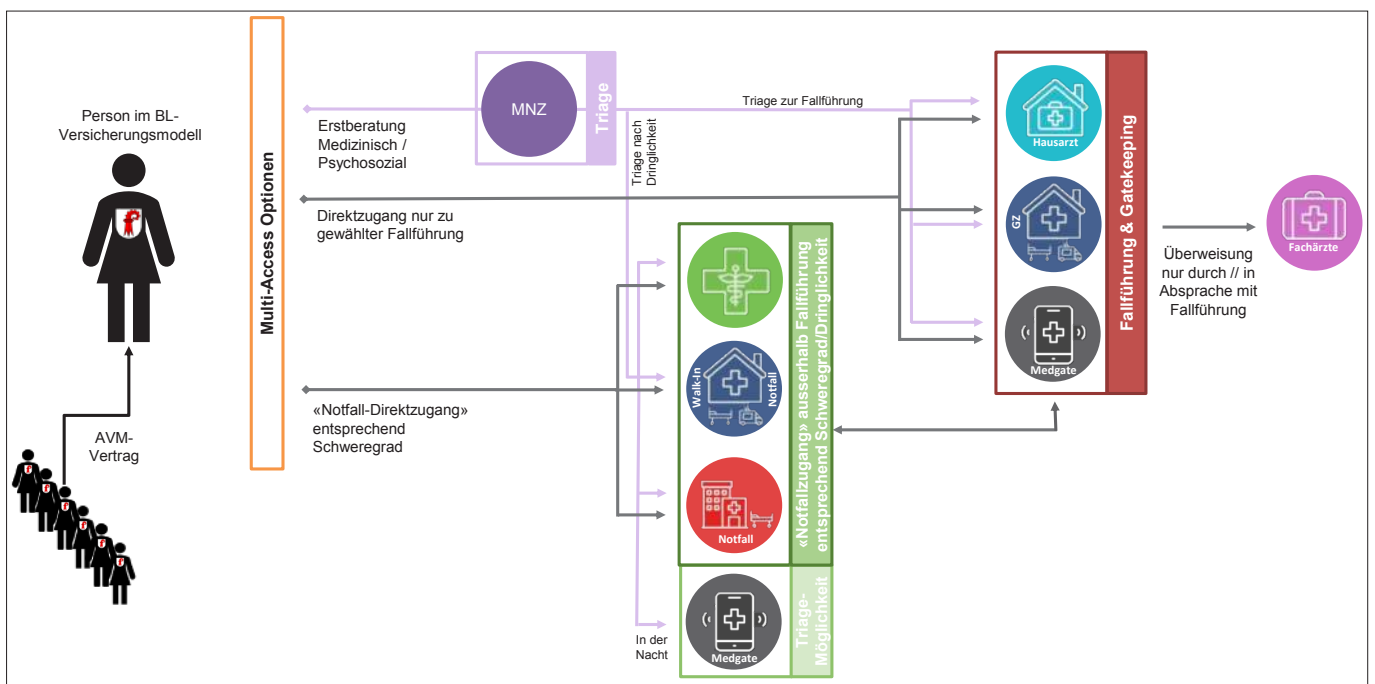 Person im BL-
Versicherungsmodell
AVM-
Vertrag
Multi-Access Optionen
MNZ
Triage
Erstberatung
Medizinisch /
Psychosozial
Triage nach
Dringlichkeit
Triage zur Fallführung
Direktzugang nur zu
gewählter Fallführung
«Notfall-Direktzugang»
entsprechend
Schweregrad
Walk-In
Notfall
Notfall
«Notfallzugang» ausserhalb Fallführung
entsprechend Schweregrad/Dringlichkeit
In der
Nacht
Medgate
Triage-
Möglichkeit
Hausarzt
GZ
Medgate
Fallführung & Gatekeeping
Überweisung
nur durch // in
Absprache mit
Fallführung
Fachärzte